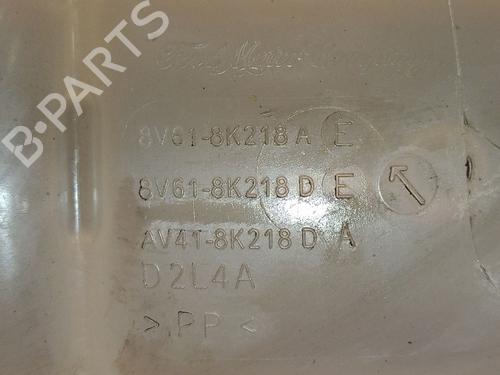 B-PARTS
Ford Motor Company
8V61-8K218 A E
8V61-8K218 D E
AV41-8K218 D A
D2L4A
> PP <